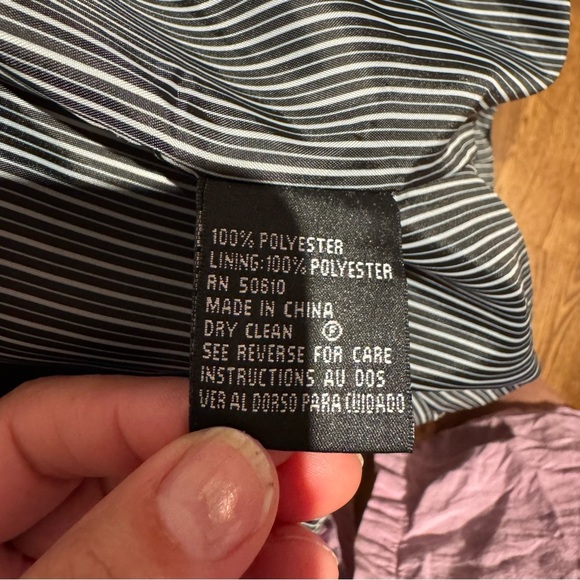 100% POLYESTER
LINING:100% POLYESTER
RN 50610
MADE IN CHINA
DRY CLEAN Ⓕ
SEE REVERSE FOR CARE
INSTRUCTIONS AU DOS
VER AL DORSO PARA CUIDADO